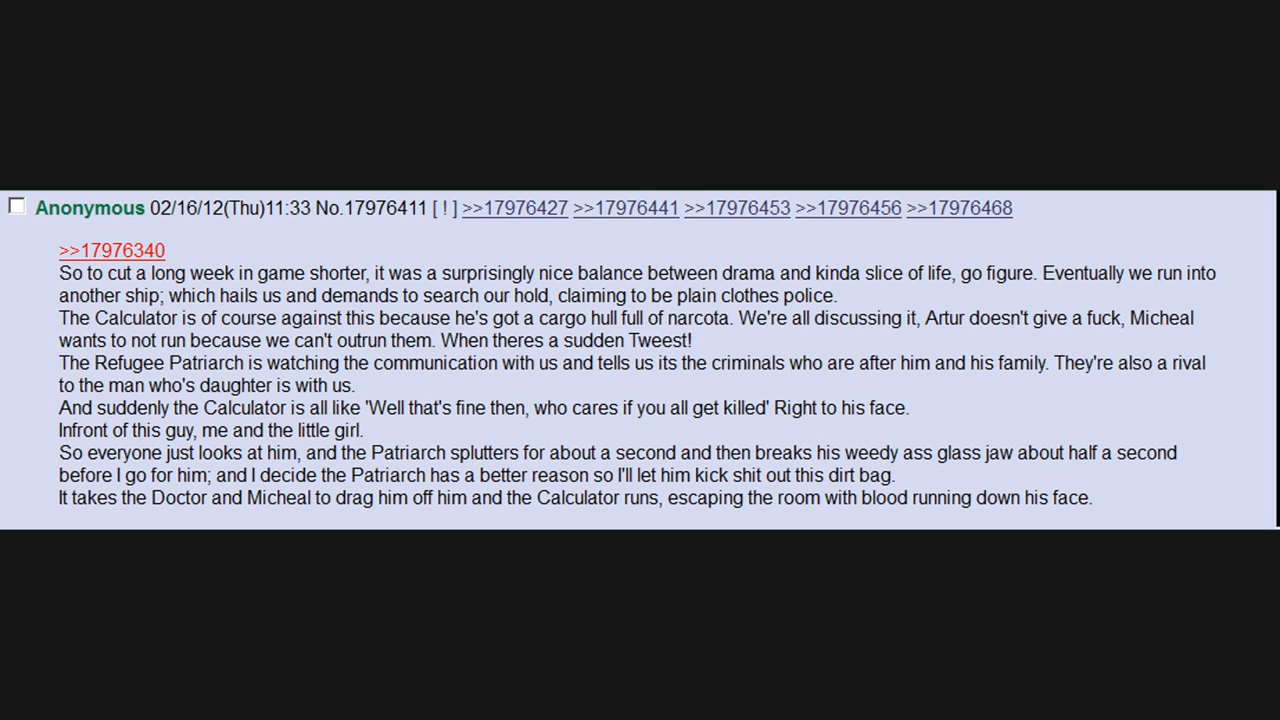 Anonymous 02/16/12(Thu)11:33 No.17976411 [ ! ] >>17976427 >>17976441 >>17976453 >>17976456 >>17976468
>>17976340
So to cut a long week in game shorter, it was a surprisingly nice balance between drama and kinda slice of life, go figure. Eventually we run into
another ship; which hails us and demands to search our hold, claiming to be plain clothes police.
The Calculator is of course against this because he's got a cargo hull full of narcota. We're all discussing it, Artur doesn't give a fuck, Micheal
wants to not run because we can't outrun them. When theres a sudden Tweest!
The Refugee Patriarch is watching the communication with us and tells us its the criminals who are after him and his family. They're also a rival
to the man who's daughter is with us.
And suddenly the Calculator is all like 'Well that's fine then, who cares if you all get killed' Right to his face.
Infront of this guy, me and the little girl.
So everyone just looks at him, and the Patriarch splutters for about a second and then breaks his weedy ass glass jaw about half a second
before I go for him; and I decide the Patriarch has a better reason so I'll let him kick shit out this dirt bag.
It takes the Doctor and Micheal to drag him off him and the Calculator runs, escaping the room with blood running down his face.